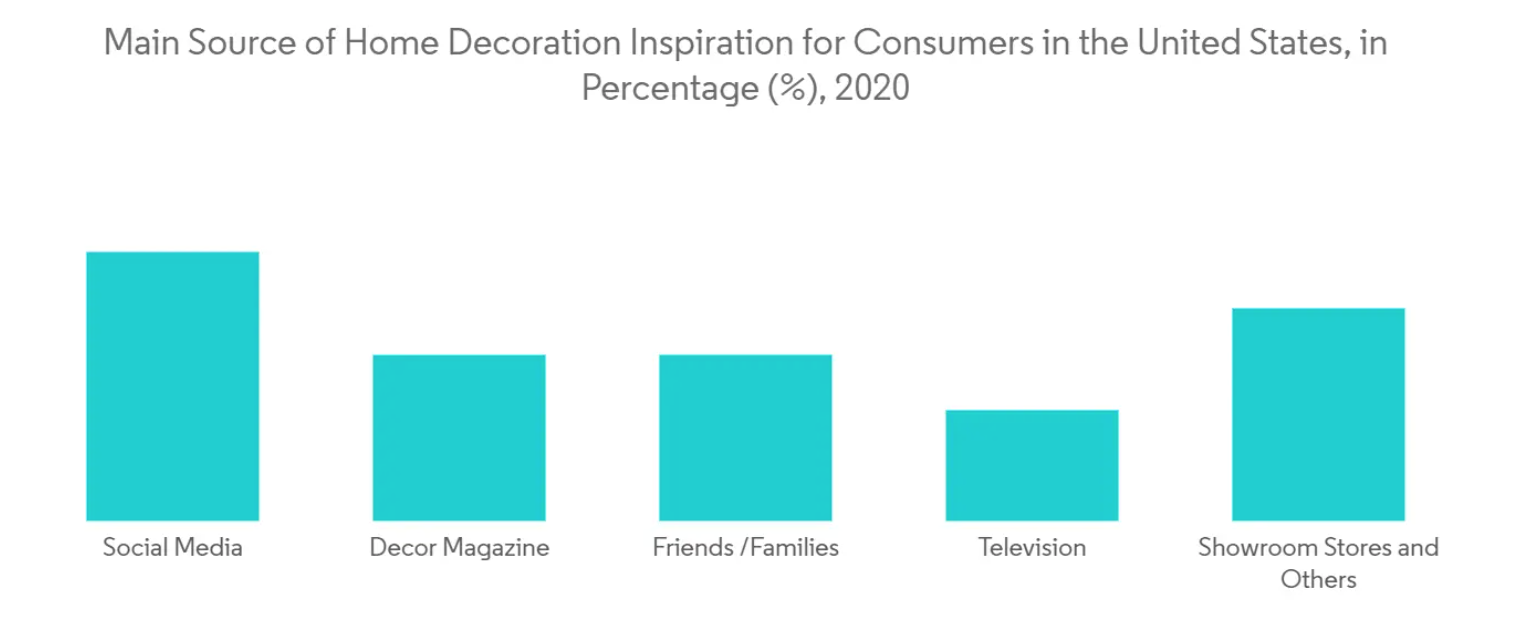 Main Source of Home Decoration Inspiration for Consumers in the United States, in
Percentage (%), 2020
Social Media
Decor Magazine
Friends /Families
Television
Showroom Stores and
Others